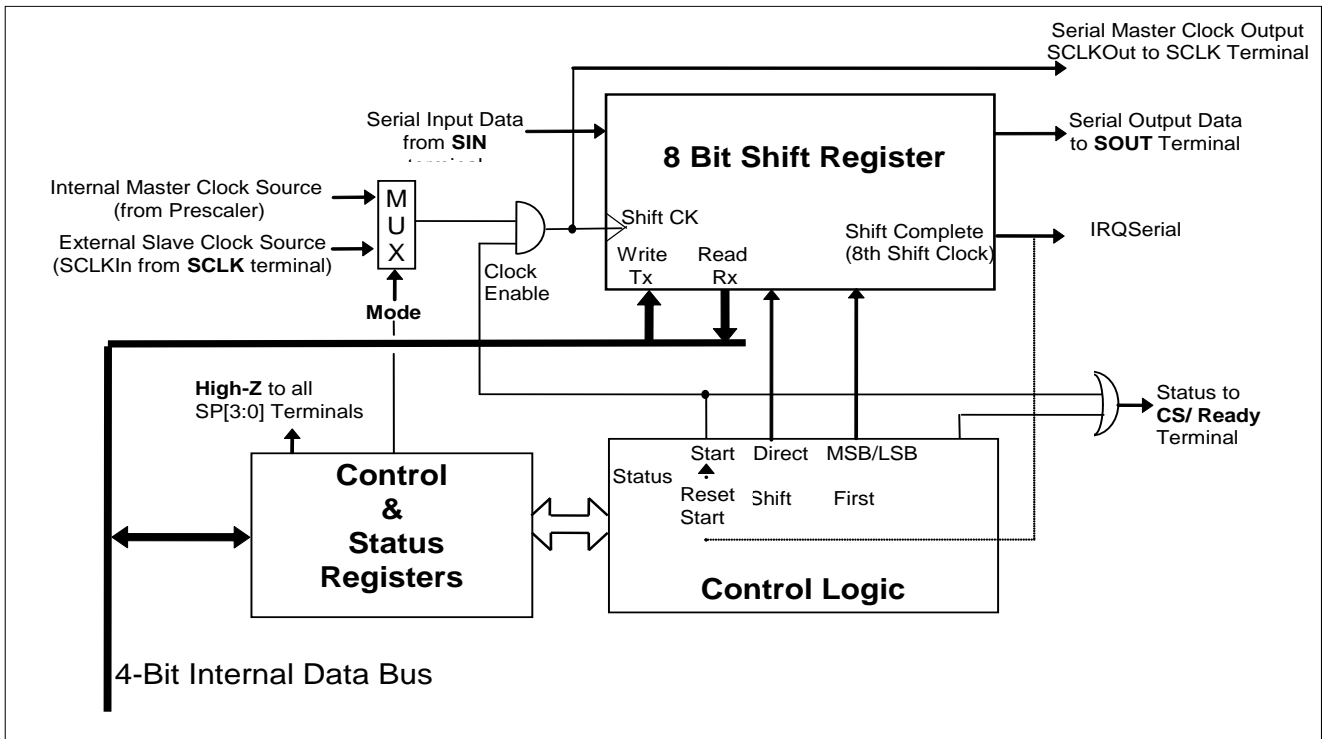 Serial Master Clock Output
SCLKOut to SCLK Terminal
Serial Input Data
from SIN
Serial Output Data
to SOUT Terminal
8 Bit Shift Register
Internal Master Clock Source
(from Prescaler)
MUX
External Slave Clock Source
(SCLKIn from SCLK terminal)
Mode
Clock
Enable
Shift CK
Write
Tx
Read
Rx
Shift Complete
(8th Shift Clock)
IRQSerial
High-Z to all
SP[3:0] Terminals
Status to
CS/ Ready
Terminal
Control
&
Status
Registers
Status
Start
Direct
MSB/LSB
Reset
Start
Shift
First
Control Logic
4-Bit Internal Data Bus